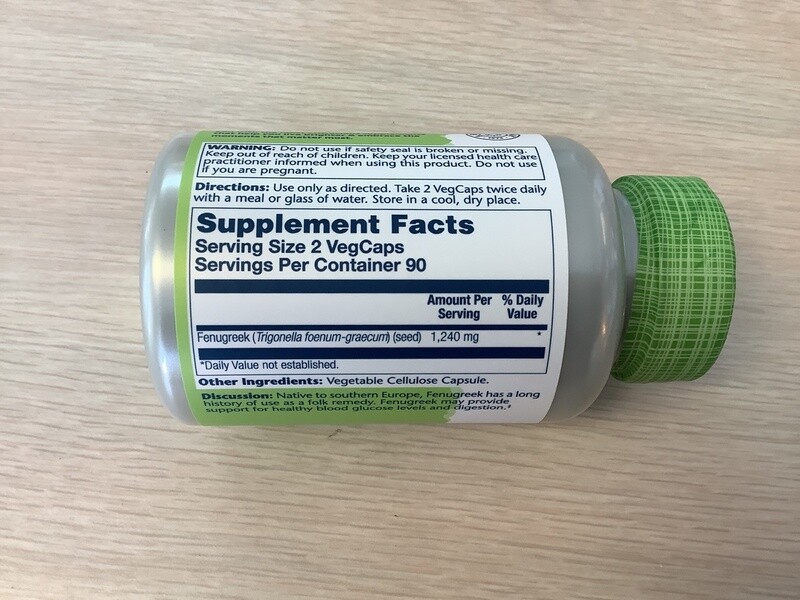 moments that matter most.
WARNING: Do not use if safety seal is broken or missing.
Keep out of reach of children. Keep your licensed health care
practitioner informed when using this product. Do not use
if you are pregnant.
Directions: Use only as directed. Take 2 VegCaps twice daily
with a meal or glass of water. Store in a cool, dry place.
Supplement Facts
Serving Size 2 VegCaps
Servings Per Container 90
Amount Per % Daily
Serving Value
Fenugreek (Trigonella foenum-graecum) (seed) 1,240 mg *
*Daily Value not established.
Other Ingredients: Vegetable Cellulose Capsule.
Discussion: Native to southern Europe, Fenugreek has a long
history of use as a folk remedy. Fenugreek may provide
support for healthy blood glucose levels and digestion.‡